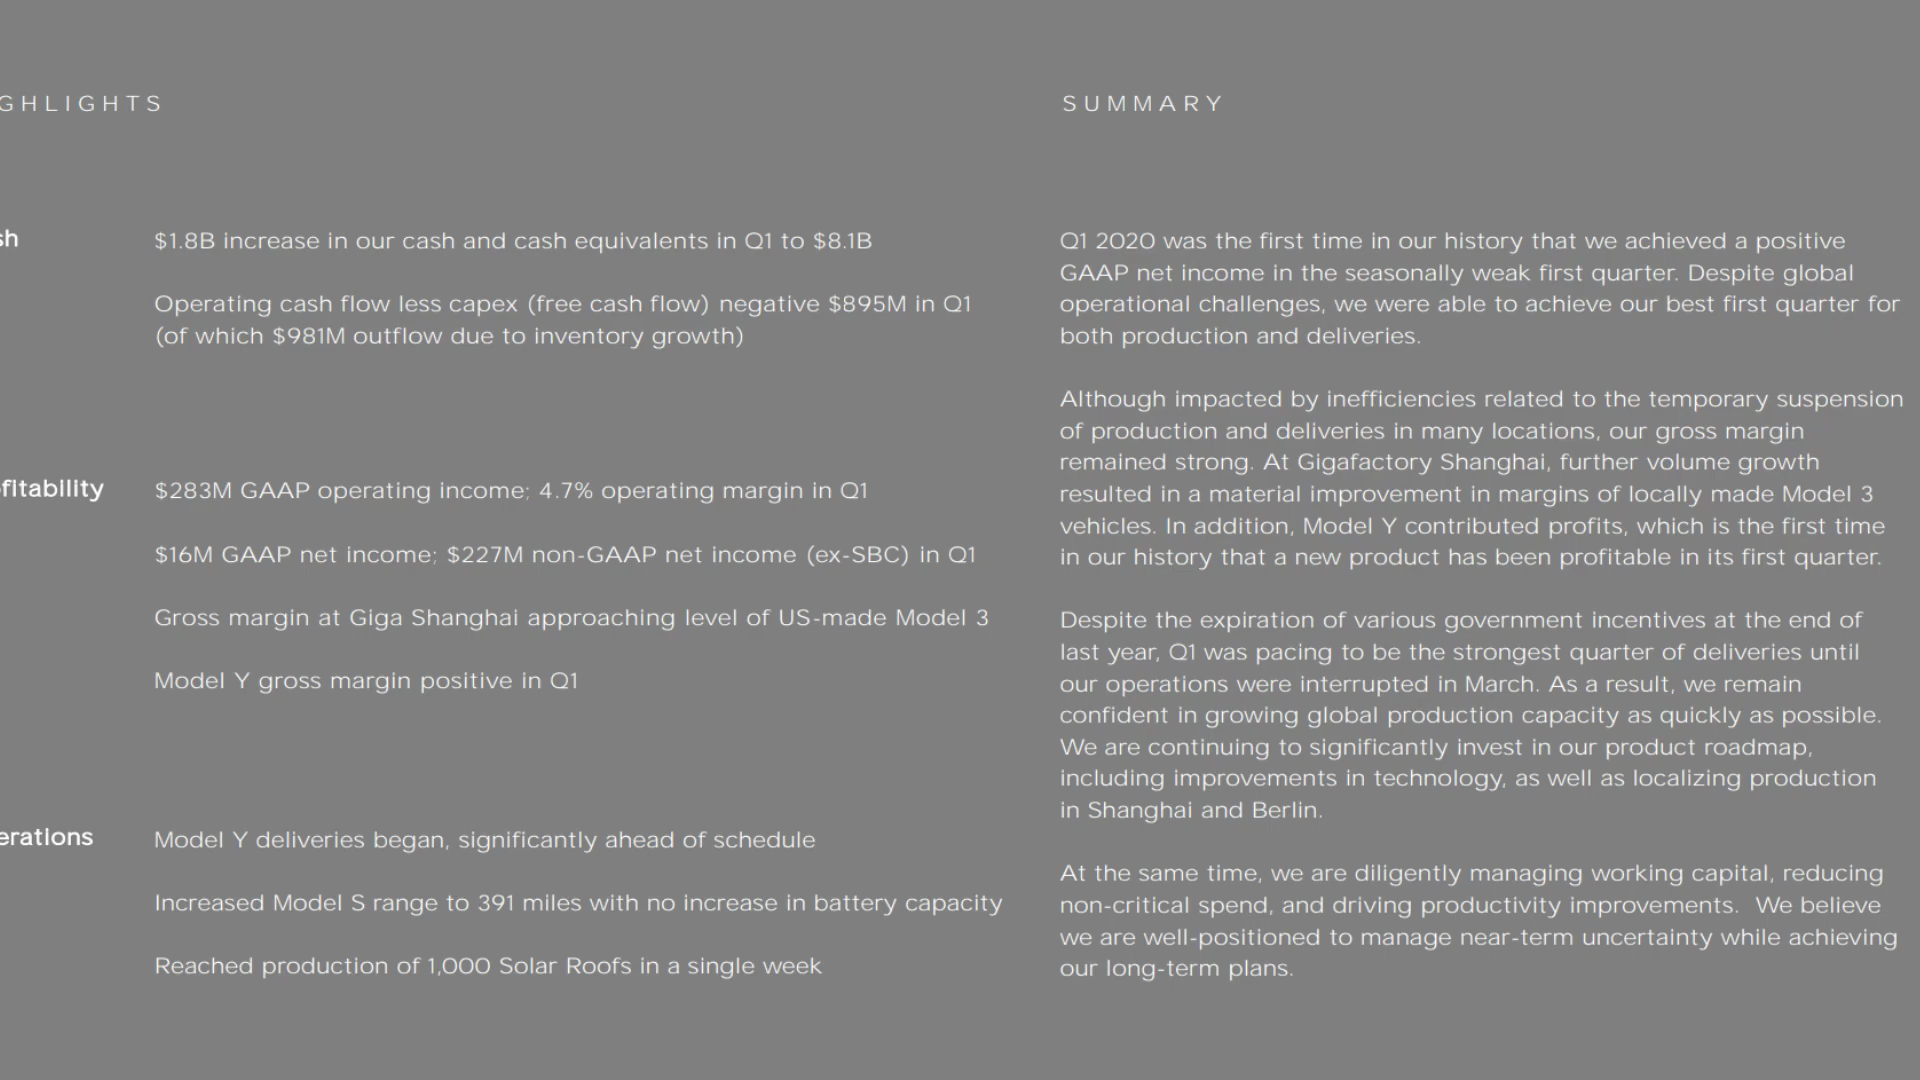 GHLIGHTS
SUMMARY
sh
$1.8B increase in our cash and cash equivalents in Q1 to $8.1B
Operating cash flow less capex (free cash flow) negative $895M in Q1
(of which $981M outflow due to inventory growth)
fitability
$283M GAAP operating income; 4.7% operating margin in Q1
$16M GAAP net income; $227M non-GAAP net income (ex-SBC) in Q1
Gross margin at Giga Shanghai approaching level of US-made Model 3
Model Y gross margin positive in Q1
erations
Model Y deliveries began, significantly ahead of schedule
Increased Model S range to 391 miles with no increase in battery capacity
Reached production of 1,000 Solar Roofs in a single week
Q1 2020 was the first time in our history that we achieved a positive
GAAP net income in the seasonally weak first quarter. Despite global
operational challenges, we were able to achieve our best first quarter for
both production and deliveries.
Although impacted by inefficiencies related to the temporary suspension
of production and deliveries in many locations, our gross margin
remained strong. At Gigafactory Shanghai, further volume growth
resulted in a material improvement in margins of locally made Model 3
vehicles. In addition, Model Y contributed profits, which is the first time
in our history that a new product has been profitable in its first quarter.
Despite the expiration of various government incentives at the end of
last year, Q1 was pacing to be the strongest quarter of deliveries until
our operations were interrupted in March. As a result, we remain
confident in growing global production capacity as quickly as possible.
We are continuing to significantly invest in our product roadmap,
including improvements in technology, as well as localizing production
in Shanghai and Berlin.
At the same time, we are diligently managing working capital, reducing
non-critical spend, and driving productivity improvements.  We believe
we are well-positioned to manage near-term uncertainty while achieving
our long-term plans.